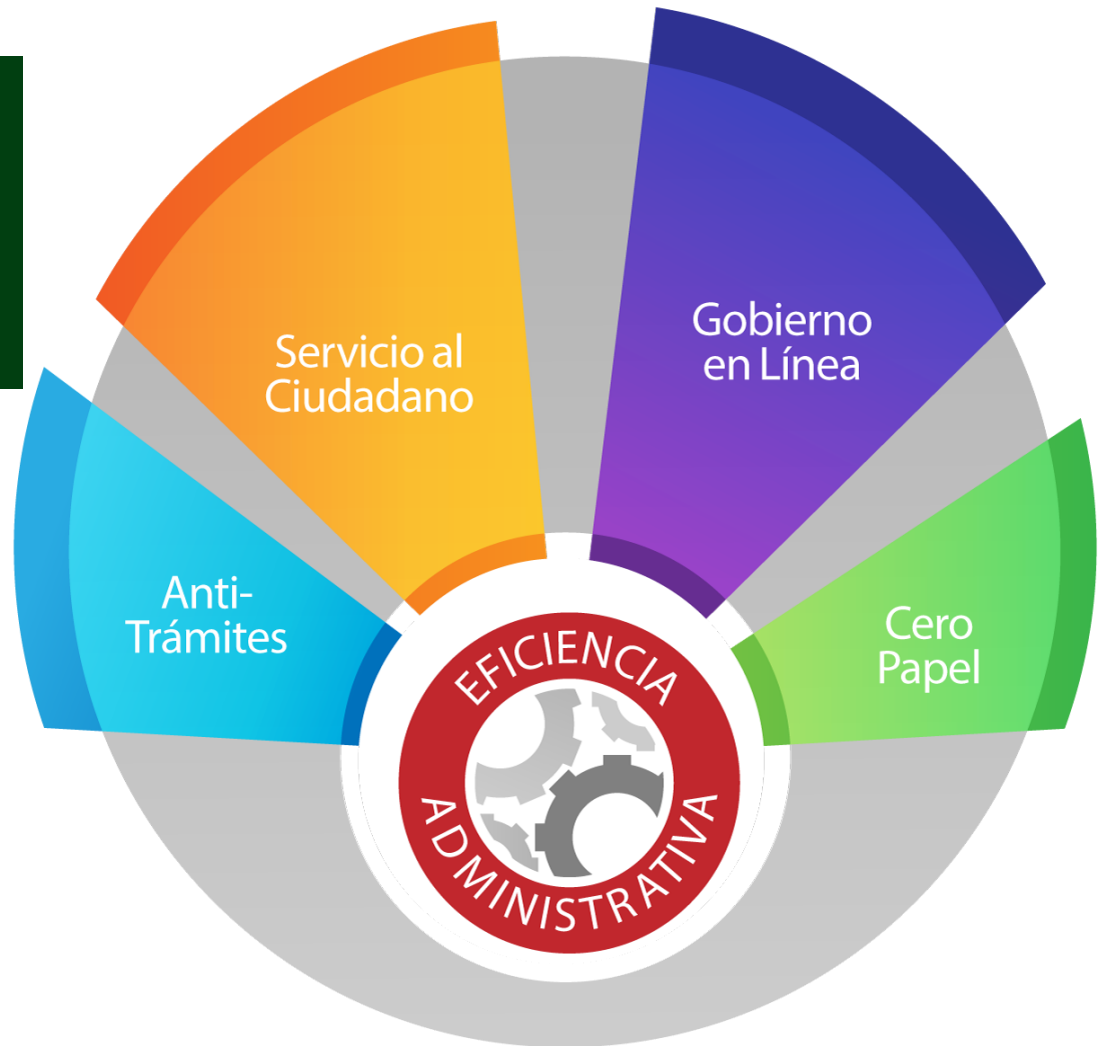 Servicio al
Ciudadano
Gobierno
en Línea
Anti-
Trámites
Cero
Papel
EFICIENCIA
ADMINISTRATIVA